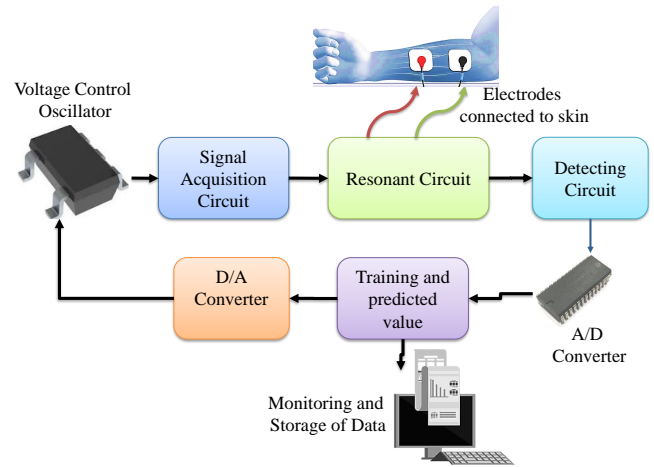 Voltage Control
Oscillator
Electrodes
connected to skin
Signal
Acquisition
Circuit
Resonant Circuit
Detecting
Circuit
D/A
Converter
Training and
predicted
value
A/D
Converter
Monitoring and
Storage of Data